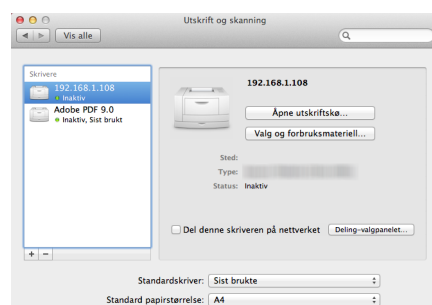 Utskrift og skanning
Vis alle
Skrivere
192.168.1.108
Inaktiv
Adobe PDF 9.0
Inaktiv, Sist brukt
192.168.1.108
Åpne utskriftskø...
Valg og forbruksmateriell...
Sted:
Type:
Status: Inaktiv
Del denne skriveren på nettverket
Deling-valgpanelet...
Standardskriver: Sist brukte
Standard papirstørrelse: A4